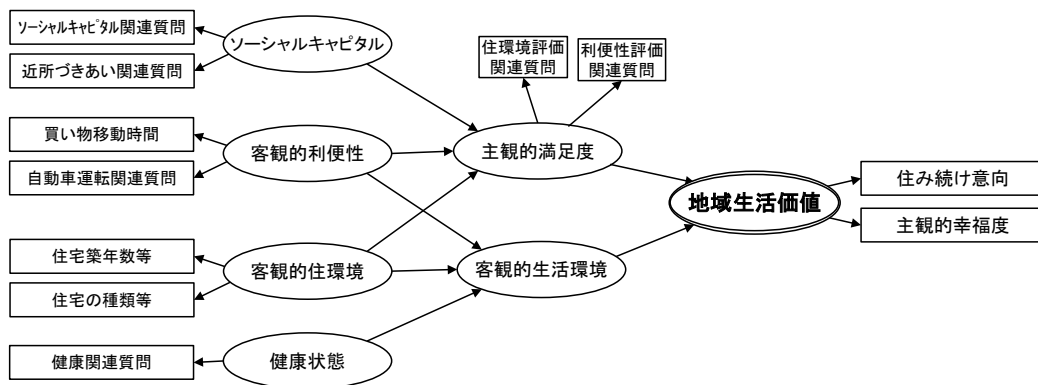 ｿｰｼｬﾙｷｬﾋﾟﾀﾙ関連質問
近所づきあい関連質問
ソーシャルキャピタル
住環境評価
関連質問
利便性評価
関連質問
買い物移動時間
自動車運転関連質問
客観的利便性
主観的満足度
地域生活価値
住み続け意向
主観的幸福度
住宅築年数等
住宅の種類等
客観的住環境
客観的生活環境
健康関連質問
健康状態